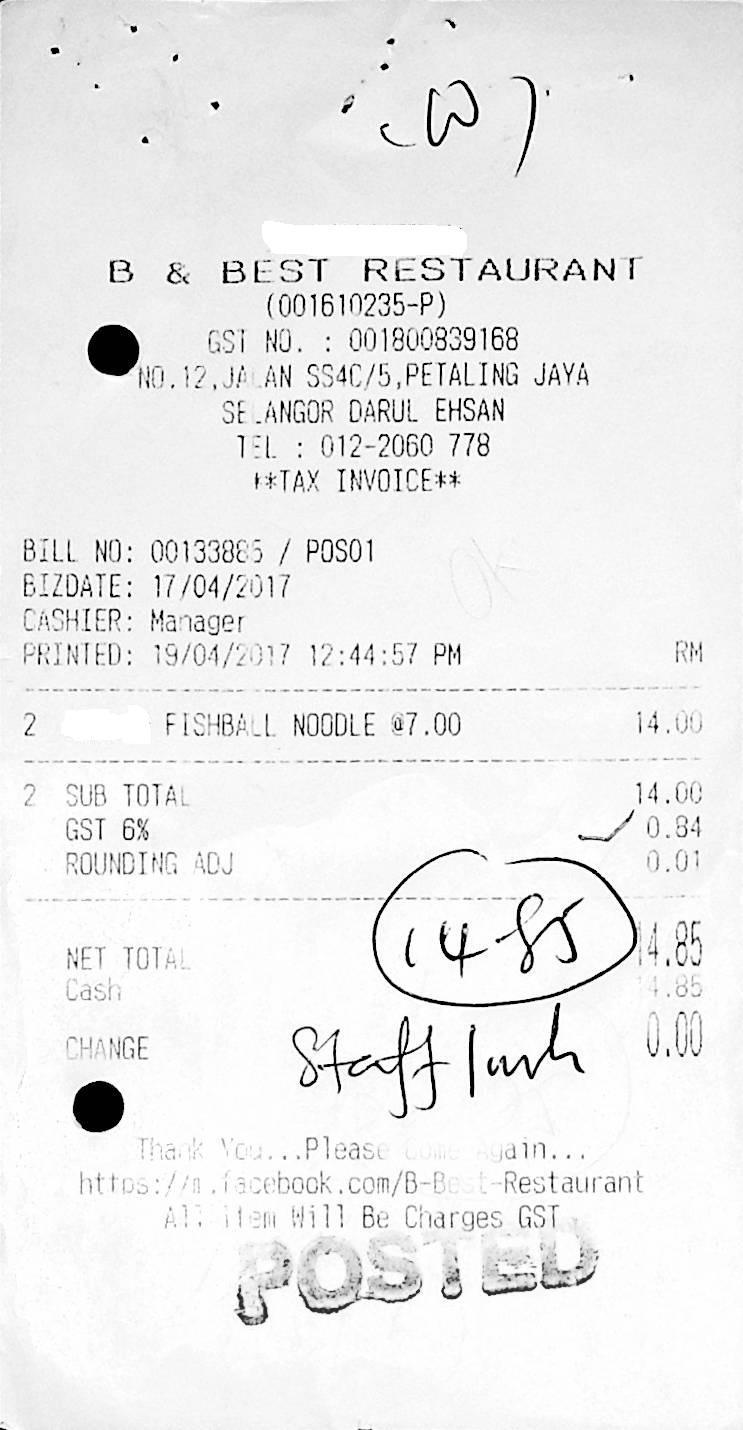 B & BEST RESTAURANT
(001610235-P)
GST NO. : 001800839168
NO.12,JALAN SS4C/5,PETALING JAYA
SELANGOR DARUL EHSAN
TEL : 012-2060 778
**TAX INVOICE**
BILL NO: 00133885 / POS01
BIZDATE: 17/04/2017
CASHIER: Manager
PRINTED: 19/04/2017 12:44:57 PM RM
OK
2 FISHBALL NOODLE @7.00 14.00
2 SUB TOTAL 14.00
GST 6% 0.84
ROUNDING ADJ 0.01
14.85
NET TOTAL 14.85
Cash 14.85
CHANGE 0.00
Staff lunch
Thank You...Please Come Again...
https://m.facebook.com/B-Best-Restaurant
All item Will Be Charges GST
POSTED